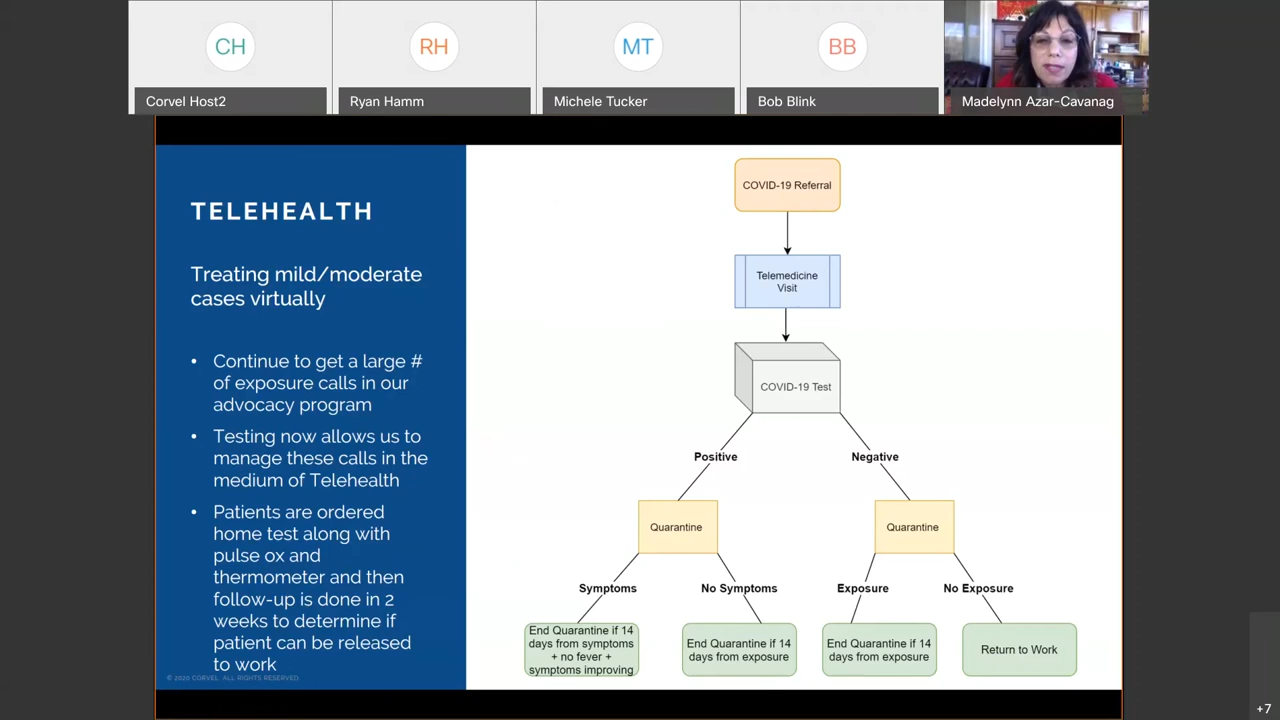 CH
RH
MT
BB
Corvel Host2
Ryan Hamm
Michele Tucker
Bob Blink
Madelynn Azar-Cavanag
TELEHEALTH
Treating mild/moderate
cases virtually
• Continue to get a large #
of exposure calls in our
advocacy program
• Testing now allows us to
manage these calls in the
medium of Telehealth
• Patients are ordered
home test along with
pulse ox and
thermometer and then
follow-up is done in 2
weeks to determine if
patient can be released
to work
© 2020 CORVEL. ALL RIGHTS RESERVED.
COVID-19 Referral
Telemedicine
Visit
COVID-19 Test
Positive
Negative
Quarantine
Quarantine
Symptoms
No Symptoms
Exposure
No Exposure
End Quarantine if 14
days from symptoms
+ no fever +
symptoms improving
End Quarantine if 14
days from exposure
End Quarantine if 14
days from exposure
Return to Work
+7